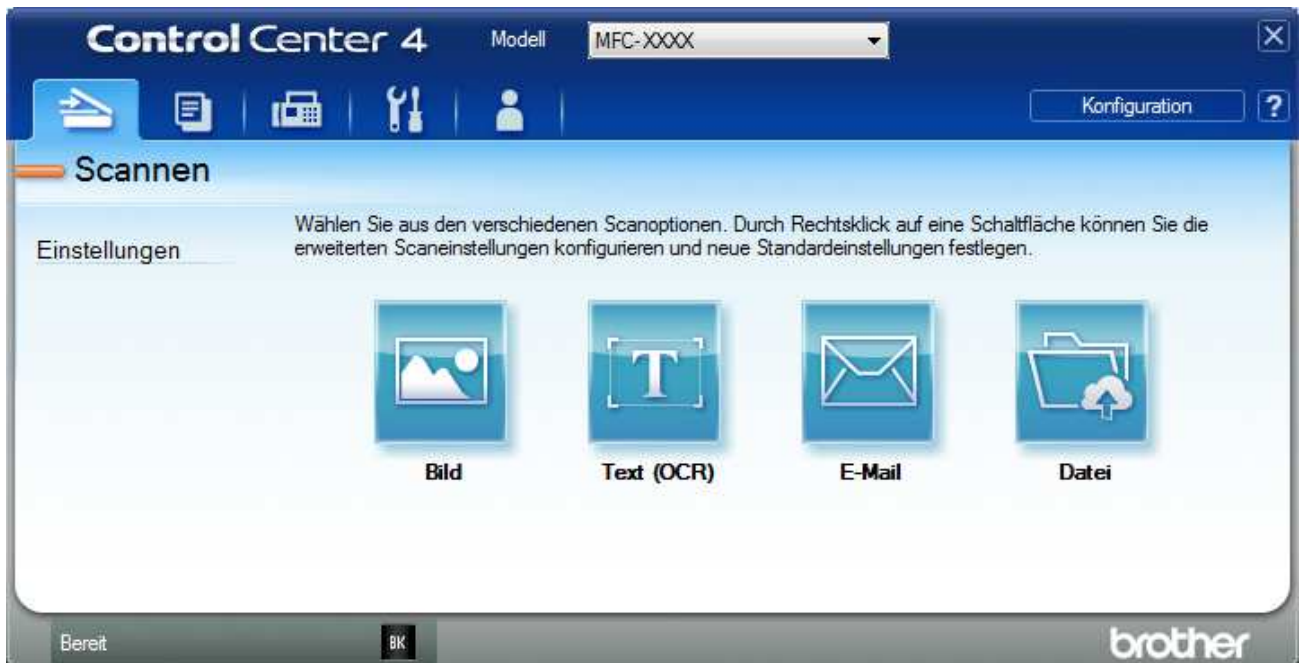 Control Center 4 Modell MFC-XXXX
Konfiguration ?
Scannen
Wählen Sie aus den verschiedenen Scanoptionen. Durch Rechtsklick auf eine Schaltfläche können Sie die
Einstellungen
erweiterten Scaneinstellungen konfigurieren und neue Standardeinstellungen festlegen.
T
Bild Text (OCR) E-Mail Datei
Bereit BK brother